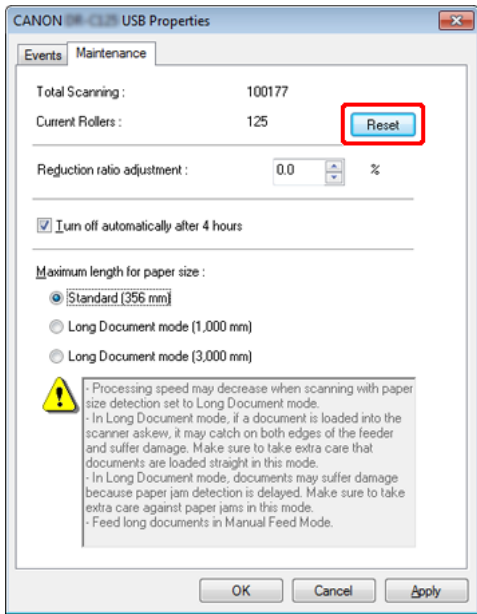 CANON USB Properties
Events
Maintenance
Total Scanning : 100177
Current Rollers : 125 Reset
Reduction ratio adjustment : 0.0 %
Turn off automatically after 4 hours
Maximum length for paper size :
Standard (356 mm)
Long Document mode (1,000 mm)
Long Document mode (3,000 mm)
- Processing speed may decrease when scanning with paper
size detection set to Long Document mode.
- In Long Document mode, if a document is loaded into the
scanner askew, it may catch on both edges of the feeder
and suffer damage. Make sure to take extra care that
documents are loaded straight in this mode.
- In Long Document mode, documents may suffer damage
because paper jam detection is delayed. Make sure to take
extra care against paper jams in this mode.
- Feed long documents in Manual Feed Mode.
OK Cancel Apply